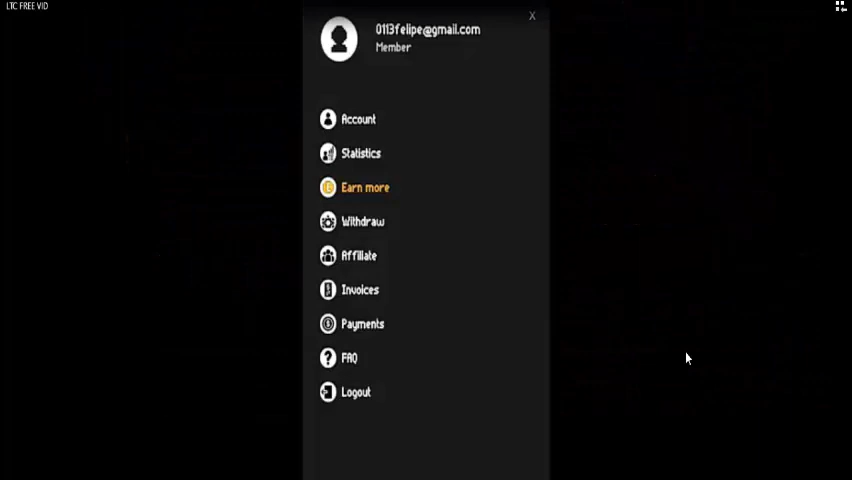 LTC FREE VID
X
0113felipe@gmail.com
Member
Account
Statistics
Earn more
Withdraw
Affiliate
Invoices
Payments
FAQ
Logout